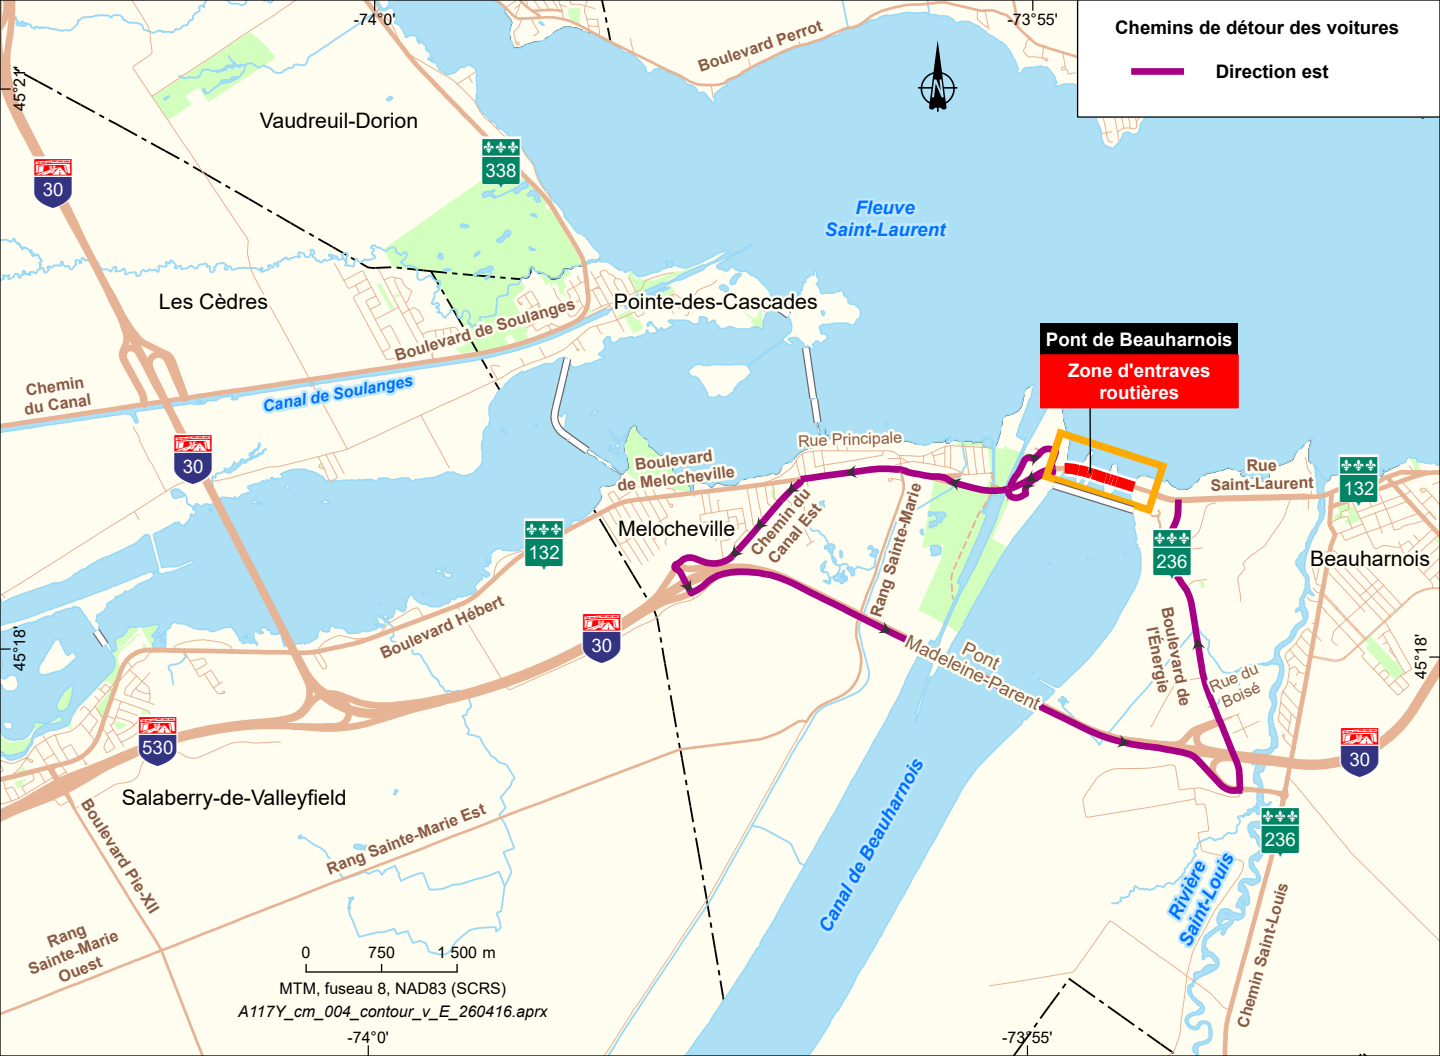 -74°0'
-73°55'
Chemins de détour des voitures
Direction est
45°21'
Boulevard Perrot
Vaudreuil-Dorion
338
30
Fleuve
Saint-Laurent
Les Cèdres
Pointe-des-Cascades
Boulevard de Soulanges
Pont de Beauharnois
Zone d'entraves
routières
Chemin
du Canal
Canal de Soulanges
30
Rue Principale
Boulevard
de Melocheville
Rue
Saint-Laurent
132
Melocheville
Chemin du
Canal Est
Rang Sainte-Marie
132
236
Beauharnois
Boulevard Hébert
30
45°18'
Boulevard de
l'Énergie
Pont
Madeleine-Parent
Rue du
Boisé
45°18'
530
30
Salaberry-de-Valleyfield
Boulevard Pie-XII
Rang Sainte-Marie Est
Canal de Beauharnois
236
Rivière
Saint-Louis
Rang
Sainte-Marie
Ouest
Chemin Saint-Louis
0 750 1 500 m
MTM, fuseau 8, NAD83 (SCRS)
A117Y_cm_004_contour_v_E_260416.aprx
-74°0'
-73°55'